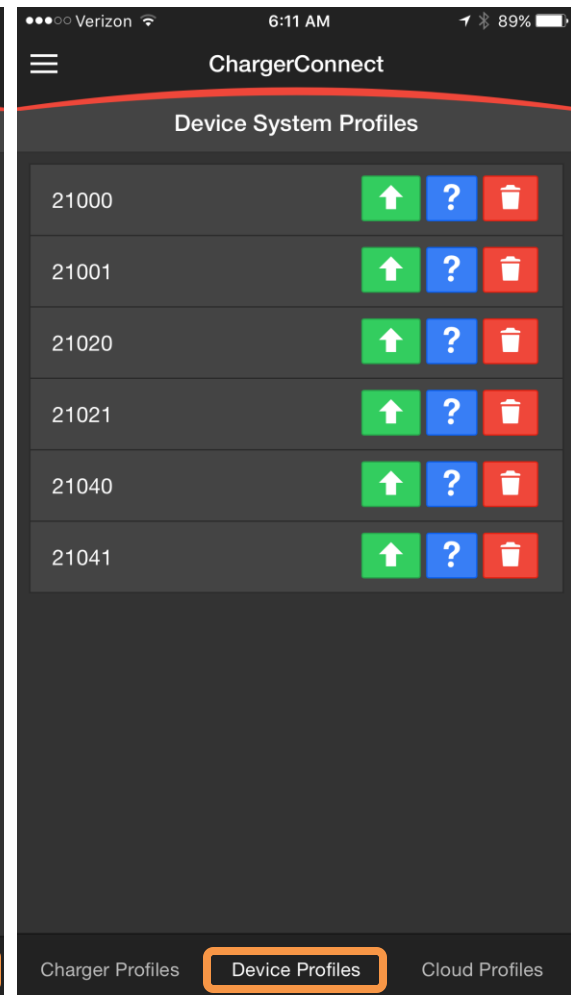 Verizon 6:11 AM 89%
ChargerConnect
Device System Profiles
21000 ?
21001 ?
21020 ?
21021 ?
21040 ?
21041 ?
Charger Profiles Device Profiles Cloud Profiles